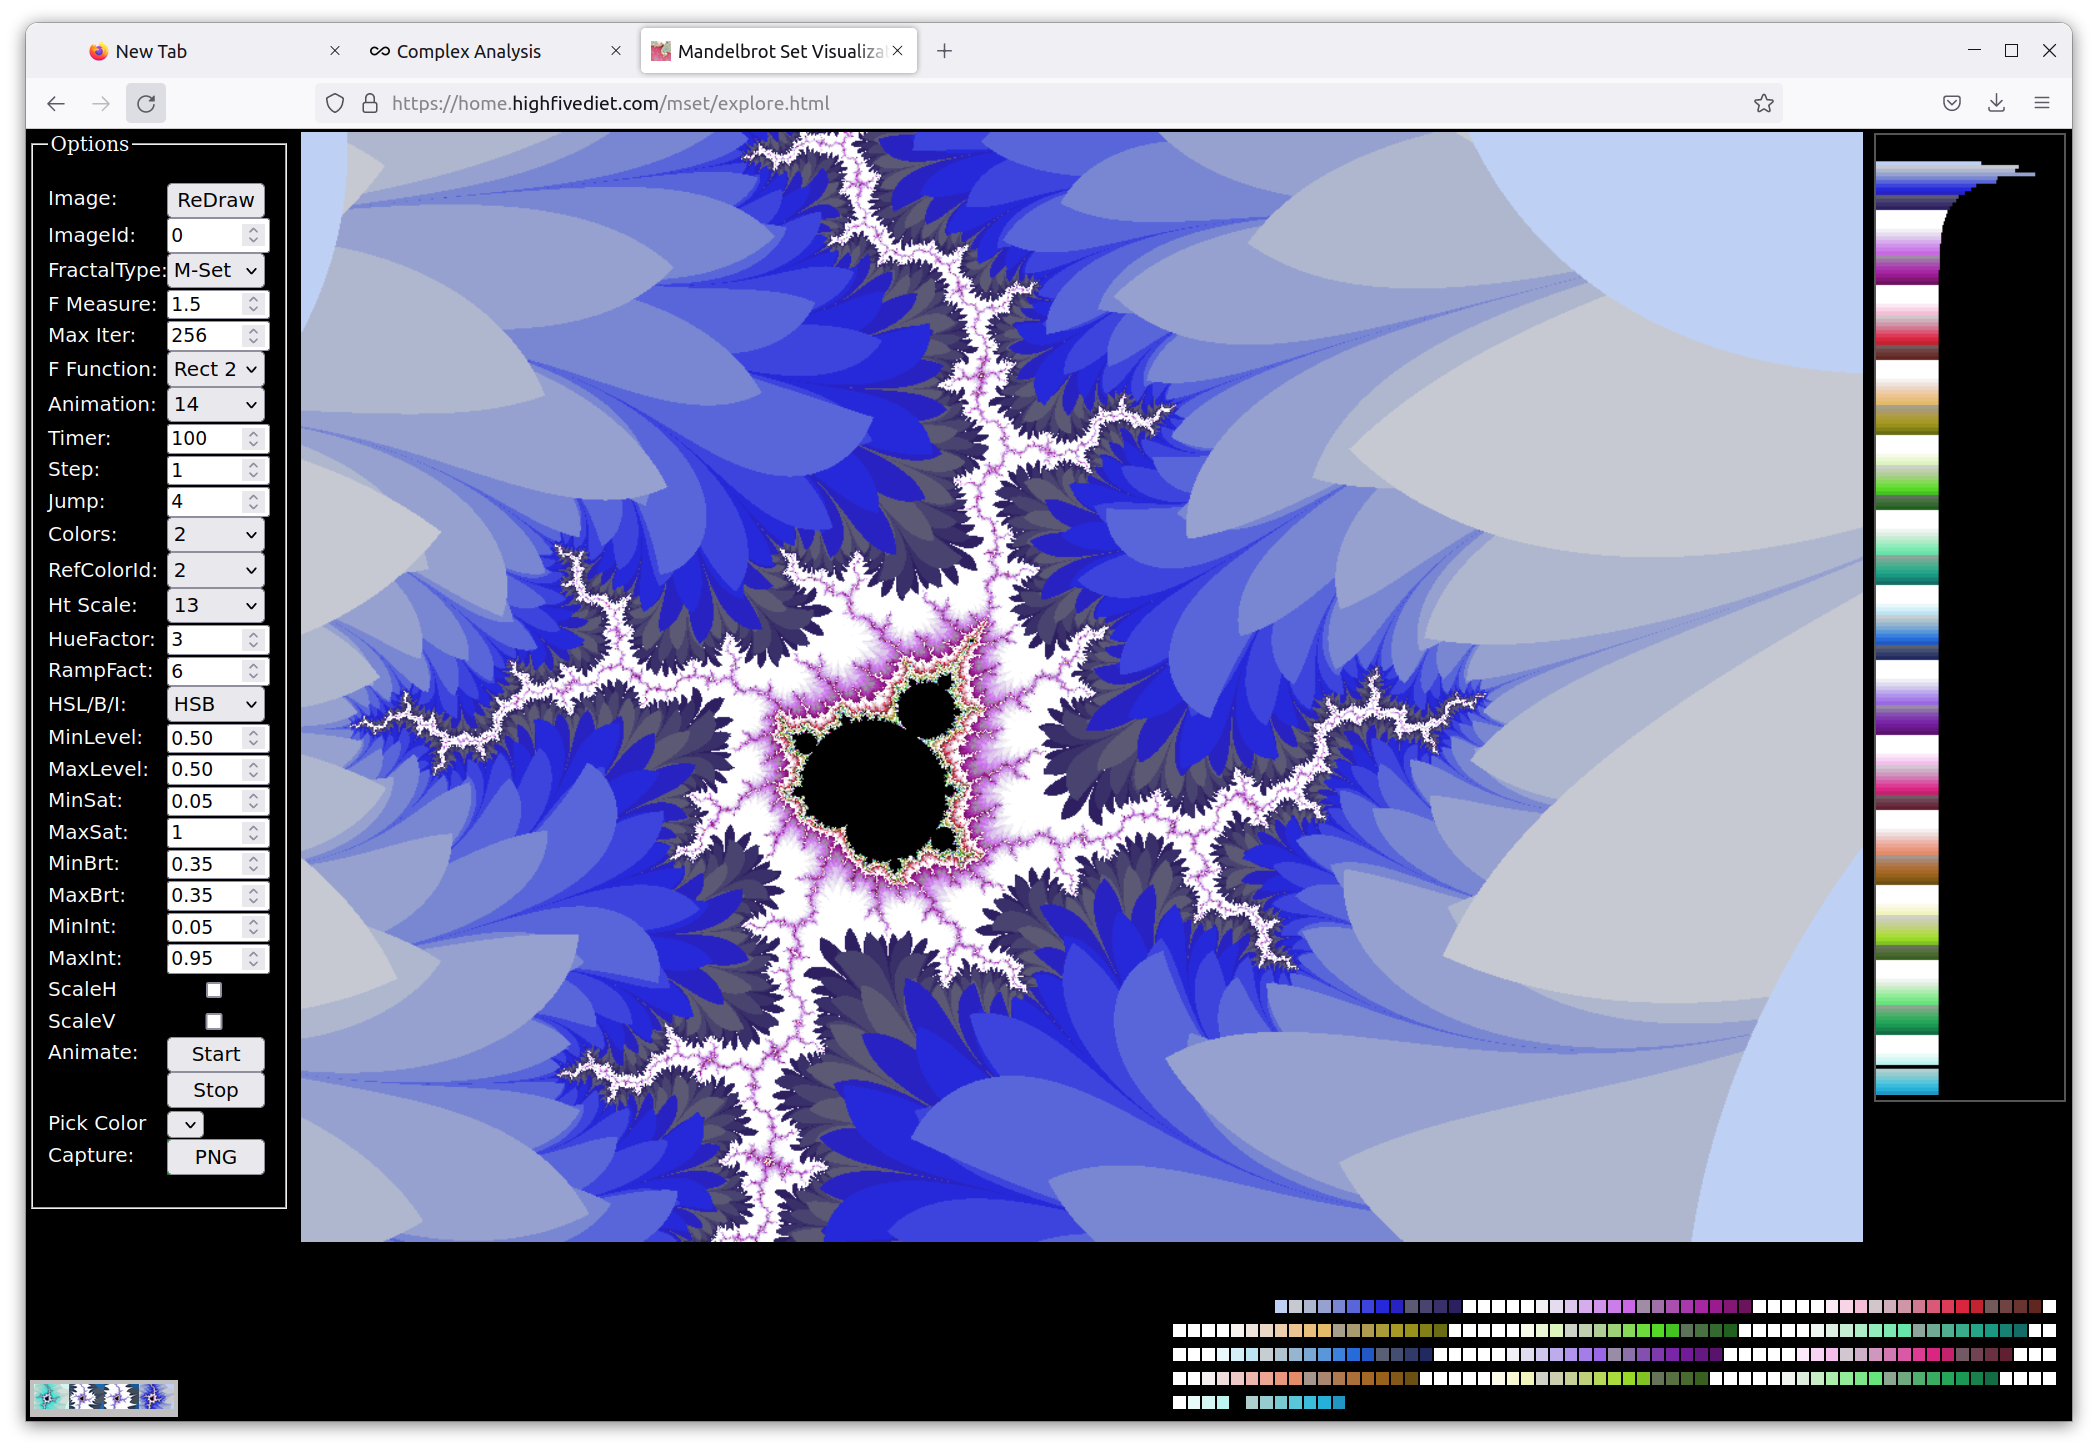 New Tab
Complex Analysis
Mandelbrot Set Visualiza
https://home.highfivediet.com/mset/explore.html
Options
Image: ReDraw
ImageId: 0
FractalType: M-Set
F Measure: 1.5
Max Iter: 256
F Function: Rect 2
Animation: 14
Timer: 100
Step: 1
Jump: 4
Colors: 2
RefColorId: 2
Ht Scale: 13
HueFactor: 3
RampFact: 6
HSL/B/I: HSB
MinLevel: 0.50
MaxLevel: 0.50
MinSat: 0.05
MaxSat: 1
MinBrt: 0.35
MaxBrt: 0.35
MinInt: 0.05
MaxInt: 0.95
ScaleH
ScaleV
Animate: Start
Stop
Pick Color
Capture: PNG